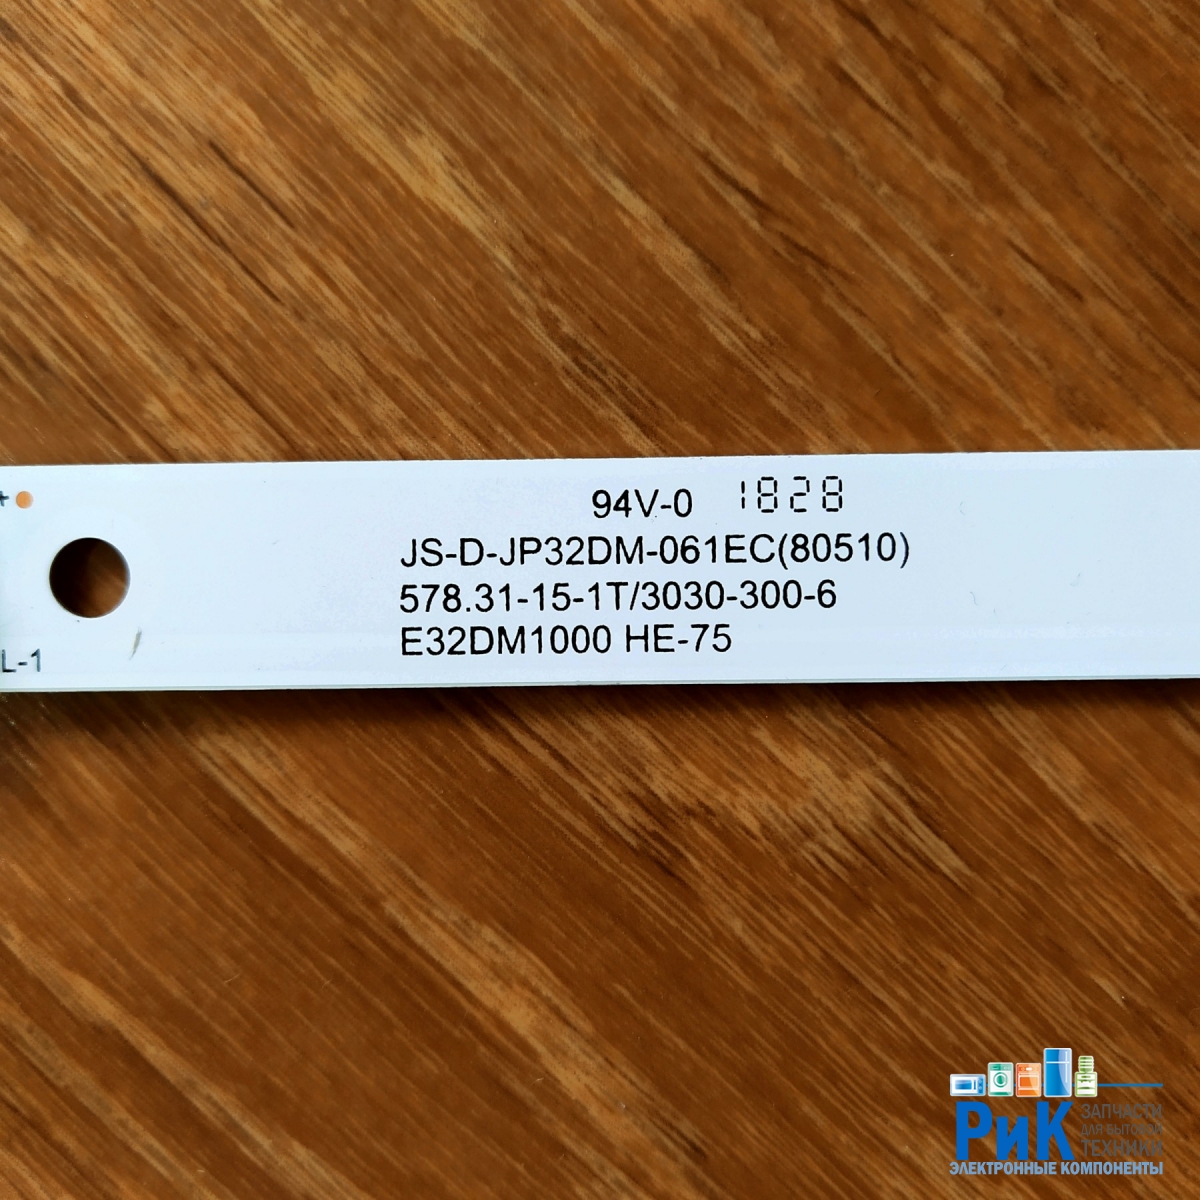 +
94V-0 1828
JS-D-JP32DM-061EC(80510)
578.31-15-1T/3030-300-6
E32DM1000 HE-75
L-1
РиК
ЗАПЧАСТИ
ДЛЯ БЫТОВОЙ
ТЕХНИКИ
ЭЛЕКТРОННЫЕ КОМПОНЕНТЫ